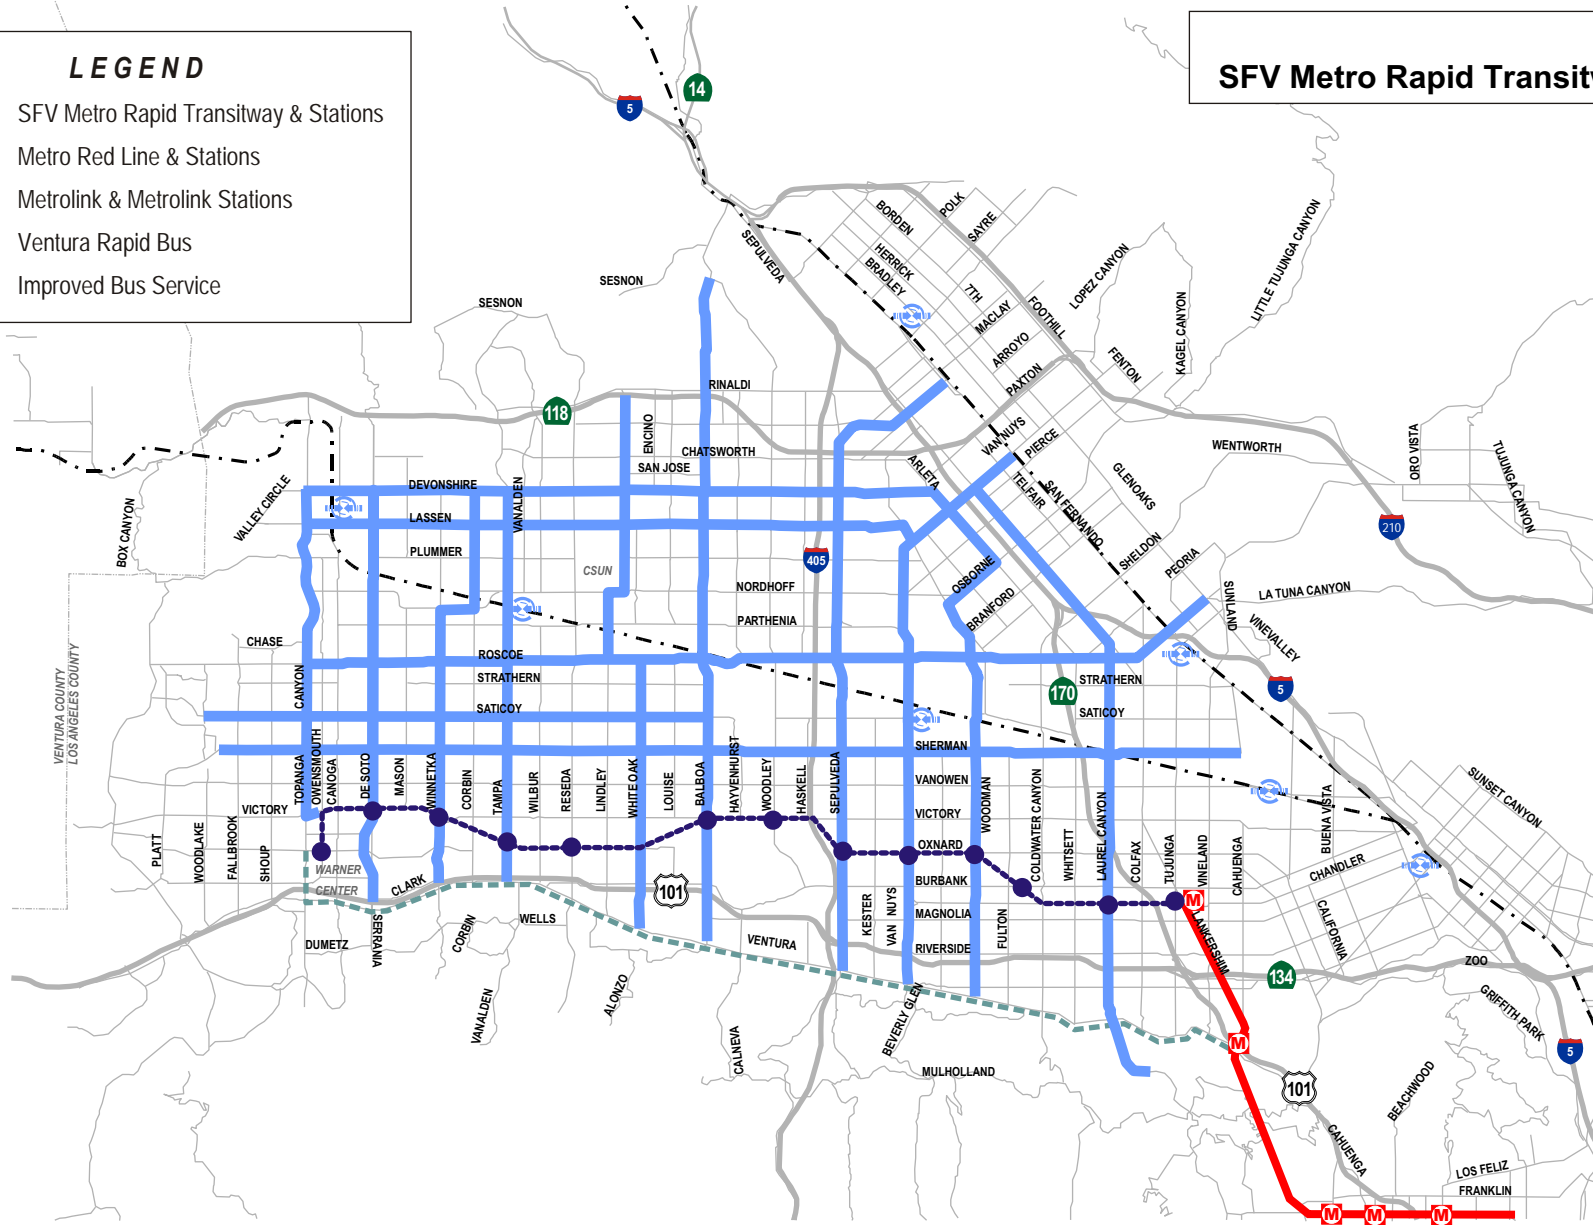 LEGEND
SFV Metro Rapid Transitway & Stations
Metro Red Line & Stations
Metrolink & Metrolink Stations
Ventura Rapid Bus
Improved Bus Service
SFV Metro Rapid Transitw
14
5
SEPULVEDA
BORDEN
POLK
SAYRE
HERRICK
BRADLEY
7TH
MACLAY
ARROYO
PAXTON
FOOTHILL
LOPEZ CANYON
KAGEL CANYON
LITTLE TUJUNGA CANYON
FENTON
SESNON
SESNON
RINALDI
118
ENCINO
CHATSWORTH
SAN JOSE
VAN NUYS
PIERCE
WENTWORTH
ORO VISTA
TUJUNGA CANYON
ARLETA
TELFAIR
SAN FERNANDO
GLENOAKS
DEVONSHIRE
VANALDEN
LASSEN
PLUMMER
VALLEY CIRCLE
BOX CANYON
210
405
CSUN
NORDHOFF
PARTHENIA
OSBORNE
BRANFORD
SHELDON
PEORIA
SUNLAND
LA TUNA CANYON
VINEVALLEY
CHASE
ROSCOE
STRATHERN
SATICOY
STRATHERN
SATICOY
170
5
VENTURA COUNTY
LOS ANGELES COUNTY
CANYON
TOPANGA
OWENSMOUTH
CANOGA
DE SOTO
MASON
WINNETKA
CORBIN
TAMPA
WILBUR
RESEDA
LINDLEY
WHITE OAK
LOUISE
BALBOA
HAYVENHURST
WOODLEY
HASKELL
SEPULVEDA
SHERMAN
VANOWEN
VICTORY
OXNARD
BURBANK
MAGNOLIA
RIVERSIDE
WOODMAN
COLDWATER CANYON
WHITSETT
LAUREL CANYON
COLFAX
TUJUNGA
VINELAND
CAHUENGA
BUENA VISTA
SUNSET CANYON
CHANDLER
CALIFORNIA
VICTORY
PLATT
WOODLAKE
FALLBROOK
SHOUP
WARNER
CENTER
CLARK
101
DUMETZ
SERRANIA
CORBIN
WELLS
VENTURA
KESTER
VAN NUYS
FULTON
M
LANKERSHIM
134
ZOO
GRIFFITH PARK
5
VANALDEN
ALONZO
CALNEVA
BEVERLY GLEN
MULHOLLAND
M
101
BEACHWOOD
CAHUENGA
LOS FELIZ
FRANKLIN
M
M
M